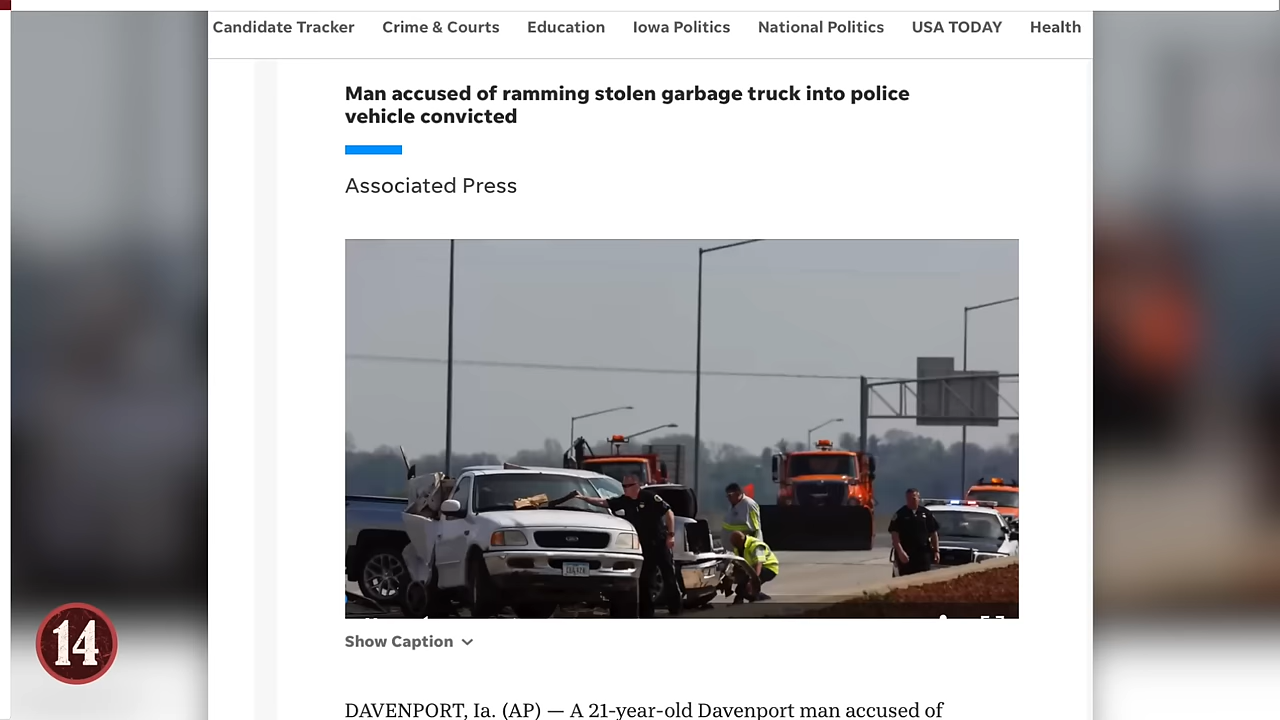 Candidate Tracker Crime & Courts Education Iowa Politics National Politics USA TODAY Health
Man accused of ramming stolen garbage truck into police
vehicle convicted
Associated Press
Show Caption
14
DAVENPORT, Ia. (AP) — A 21-year-old Davenport man accused of